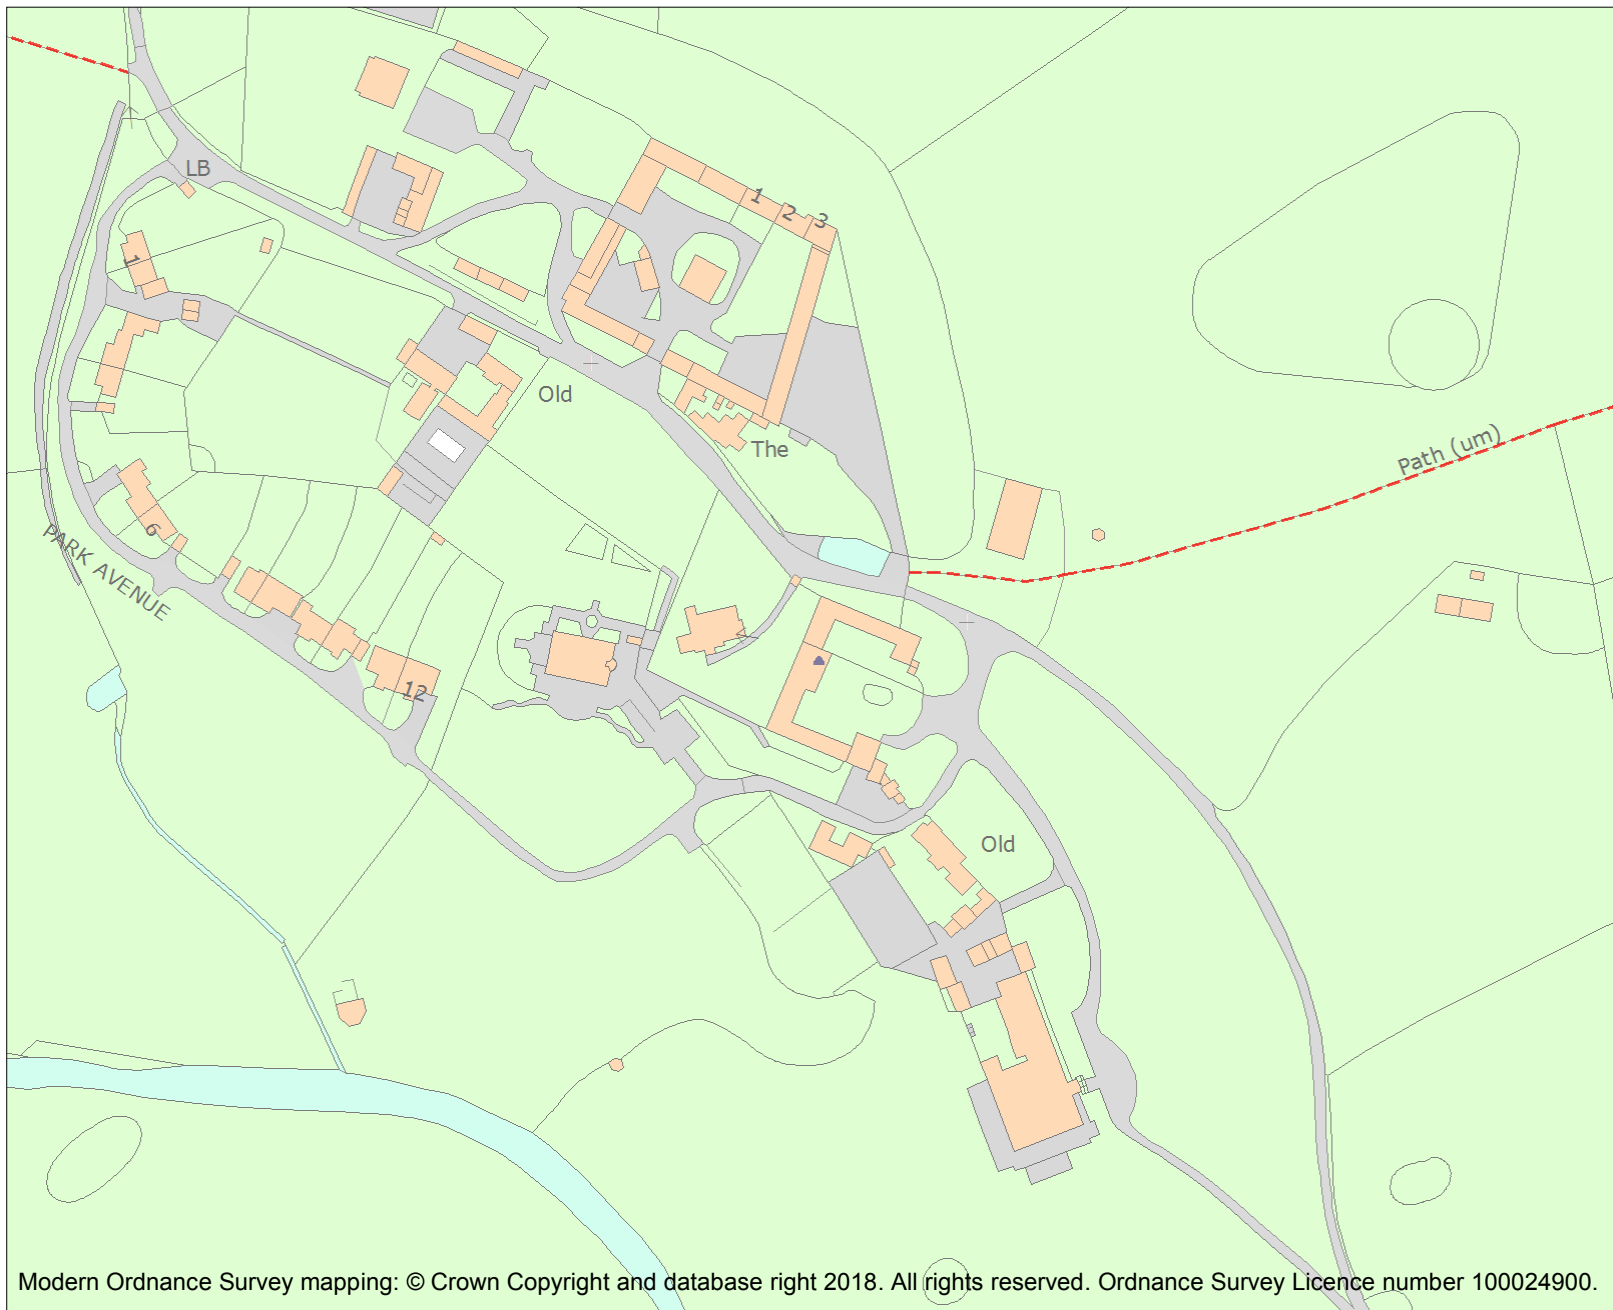 LB
1
2
3
1
Old
The
Path (um)
6
PARK AVENUE
12
Old
Modern Ordnance Survey mapping: © Crown Copyright and database right 2018. All rights reserved. Ordnance Survey Licence number 100024900.